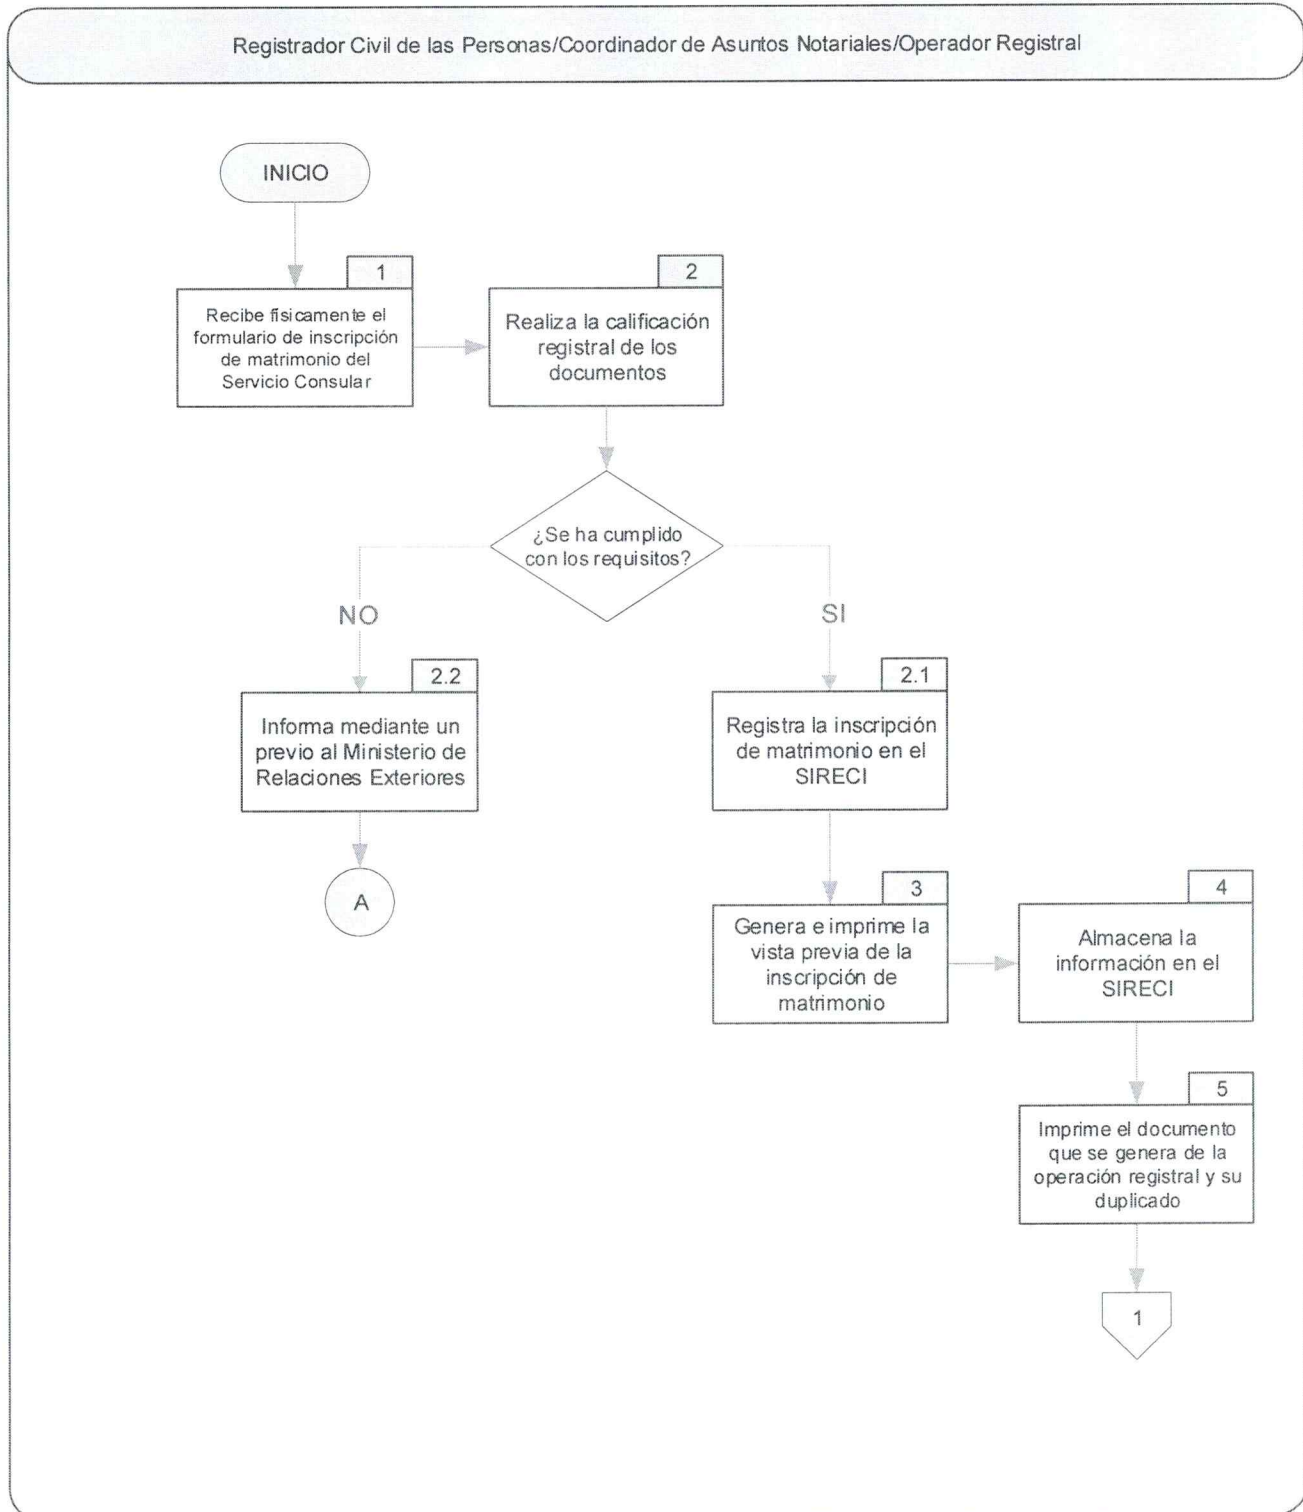 Registrador Civil de las Personas/Coordinador de Asuntos Notariales/Operador Registral
INICIO
1
Recibe físicamente el
formulario de inscripción
de matrimonio del
Servicio Consular
2
Realiza la calificación
registral de los
documentos
¿Se ha cumplido
con los requisitos?
NO
SI
2.2
Informa mediante un
previo al Ministerio de
Relaciones Exteriores
A
2.1
Registra la inscripción
de matrimonio en el
SIRECI
3
Genera e imprime la
vista previa de la
inscripción de
matrimonio
4
Almacena la
información en el
SIRECI
5
Imprime el documento
que se genera de la
operación registral y su
duplicado
1